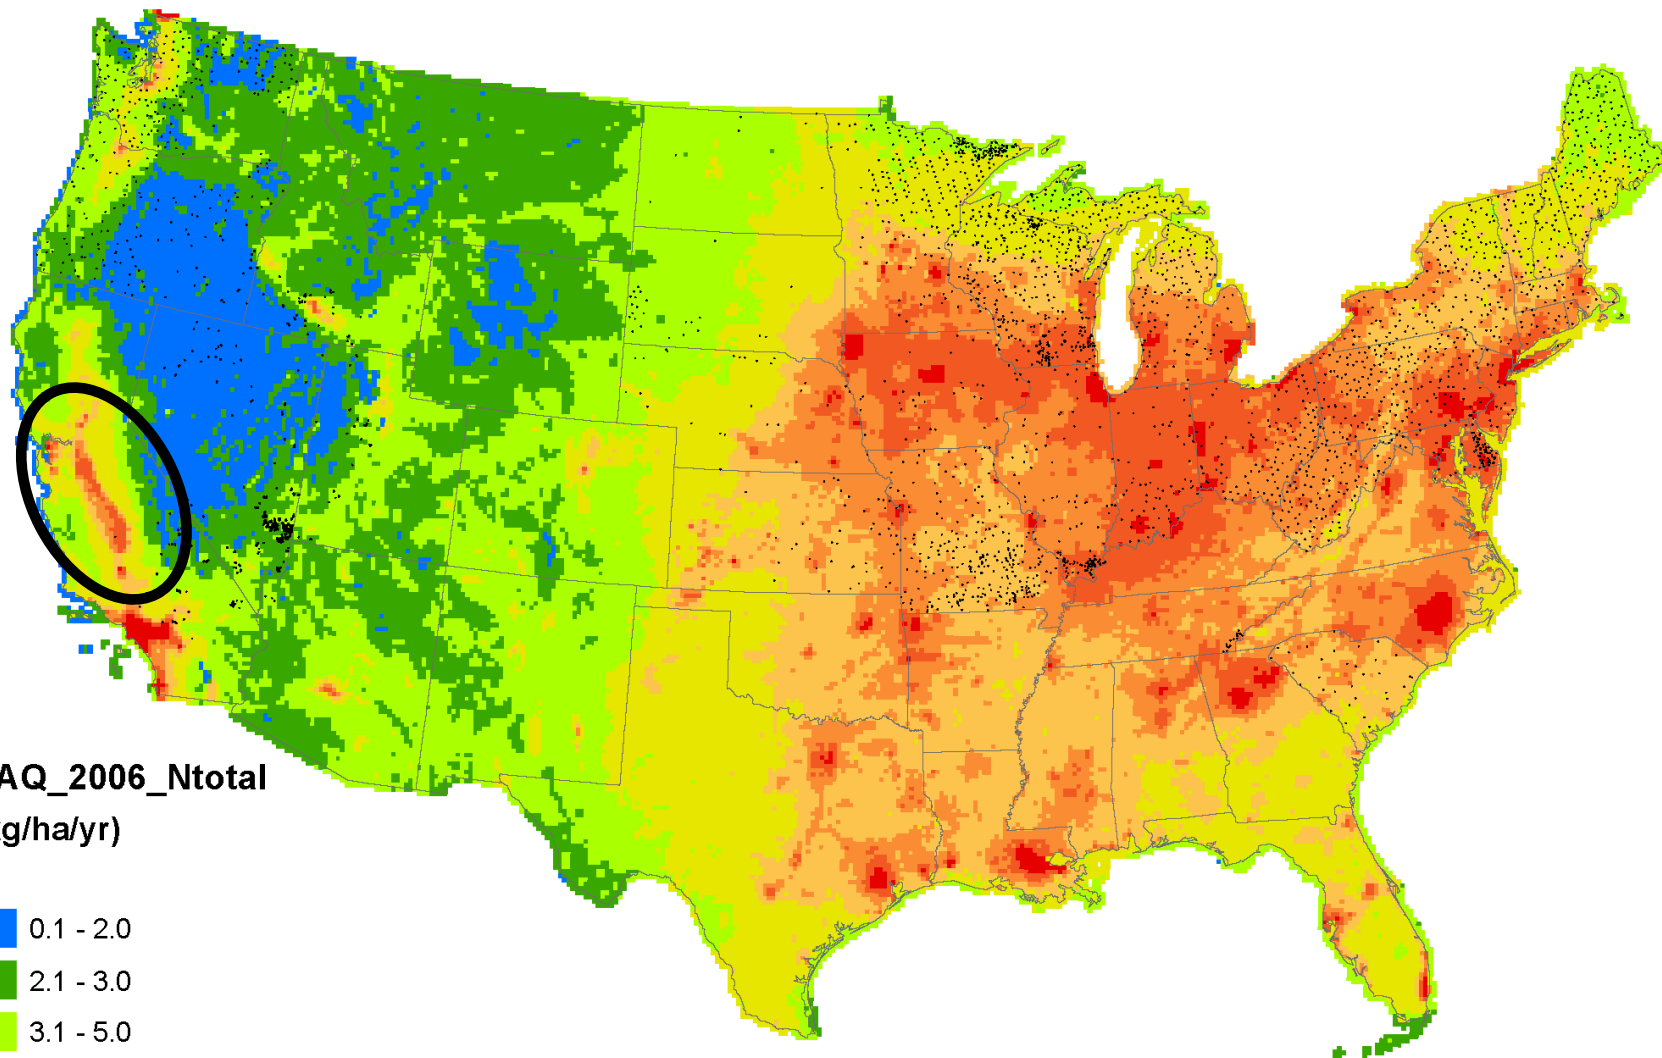 AQ_2006_Ntotal
g/ha/yr)
0.1 - 2.0
2.1 - 3.0
3.1 - 5.0